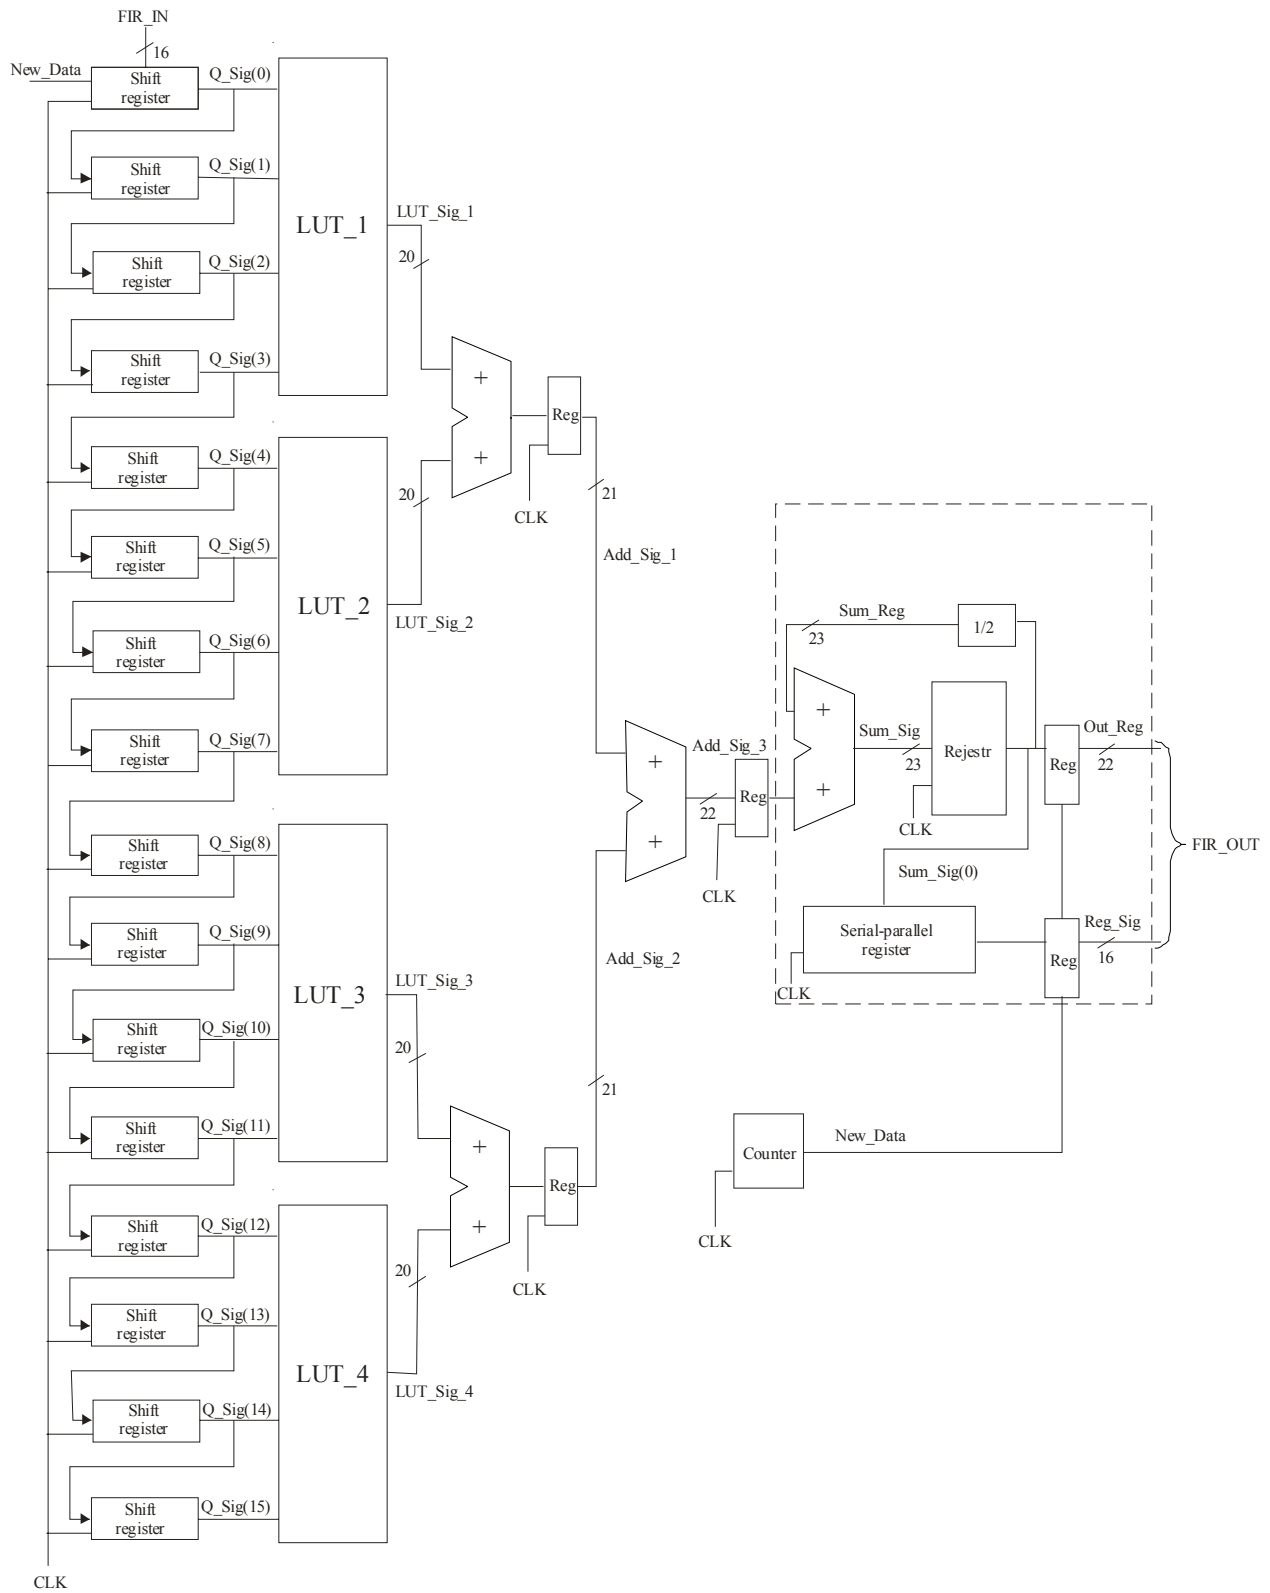 FIR_IN
16
New_Data
Shift
register
Q_Sig(0)
Shift
register
Q_Sig(1)
Shift
register
Q_Sig(2)
Shift
register
Q_Sig(3)
LUT_1
LUT_Sig_1
20
Shift
register
Q_Sig(4)
Shift
register
Q_Sig(5)
Shift
register
Q_Sig(6)
Shift
register
Q_Sig(7)
LUT_2
LUT_Sig_2
20
+
+
Reg
CLK
21
Add_Sig_1
Shift
register
Q_Sig(8)
Shift
register
Q_Sig(9)
Shift
register
Q_Sig(10)
Shift
register
Q_Sig(11)
LUT_3
LUT_Sig_3
20
Shift
register
Q_Sig(12)
Shift
register
Q_Sig(13)
Shift
register
Q_Sig(14)
Shift
register
Q_Sig(15)
LUT_4
LUT_Sig_4
20
CLK
+
+
Reg
CLK
21
Add_Sig_2
+
+
Add_Sig_3
22
Reg
CLK
Sum_Reg
23
1/2
+
+
Sum_Sig
23
Rejestr
CLK
Sum_Sig(0)
Reg
Out_Reg
22
Serial-parallel
register
CLK
Reg
Reg_Sig
16
FIR_OUT
Counter
New_Data
CLK